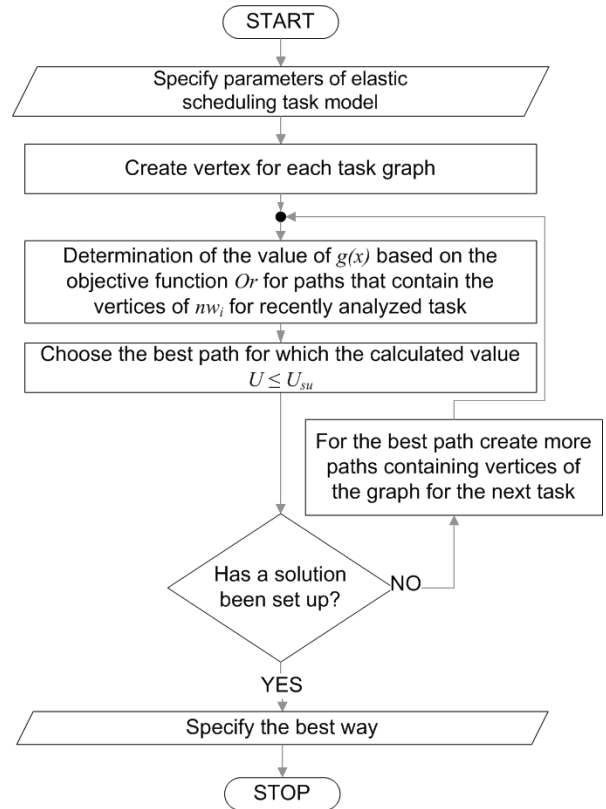 START
Specify parameters of elastic
scheduling task model
Create vertex for each task graph
Determination of the value of g(x) based on the
objective function Or for paths that contain the
vertices of nwᵢ for recently analyzed task
Choose the best path for which the calculated value
U ≤ Uₛᵤ
For the best path create more
paths containing vertices of
the graph for the next task
Has a solution
been set up?
NO
YES
Specify the best way
STOP